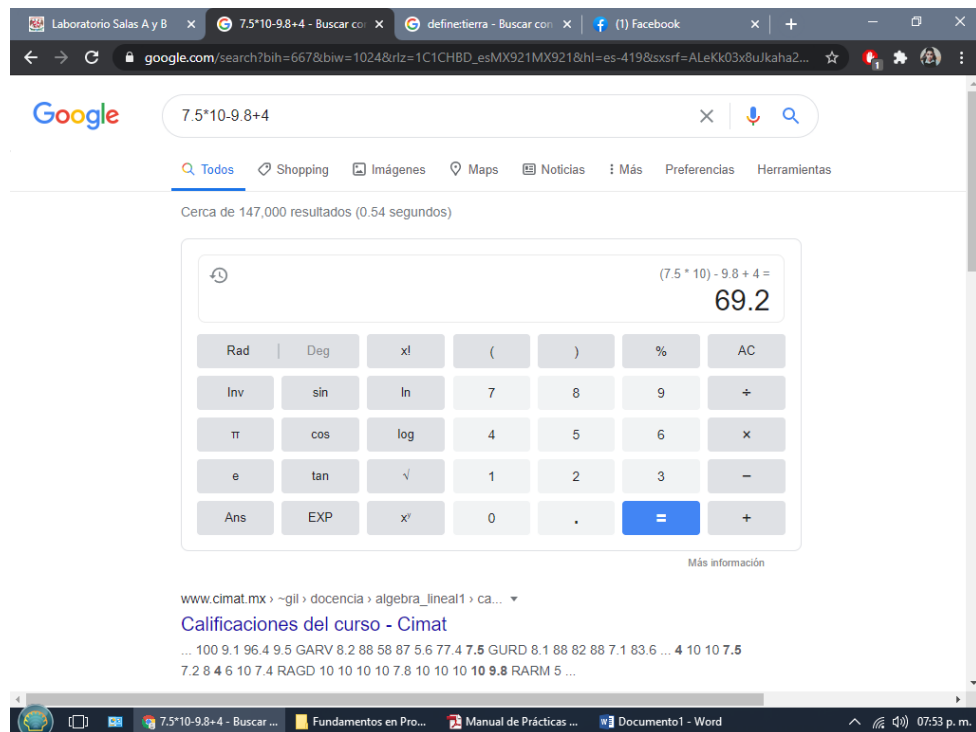 Laboratorio Salas A y B
7.5*10-9.8+4 - Buscar con
define:tierra - Buscar con
(1) Facebook
google.com/search?bih=667&biw=1024&rlz=1C1CHBD_esMX921MX921&hl=es-419&sxsrf=ALeKk03x8uJkaha2...
1
Google
7.5*10-9.8+4
Todos Shopping Imágenes Maps Noticias Más Preferencias Herramientas
Cerca de 147,000 resultados (0.54 segundos)
(7.5 * 10) - 9.8 + 4 =
69.2
Rad | Deg x! ( ) % AC
Inv sin ln 7 8 9 ÷
π cos log 4 5 6 ×
e tan √ 1 2 3 −
Ans EXP xʸ 0 . = +
Más información
www.cimat.mx › ~gil › docencia › algebra_lineal1 › ca...
Calificaciones del curso - Cimat
... 100 9.1 96.4 9.5 GARV 8.2 88 58 87 5.6 77.4 7.5 GURD 8.1 88 82 88 7.1 83.6 ... 4 10 10 7.5
7.2 8 4 6 10 7.4 RAGD 10 10 10 10 7.8 10 10 10 10 9.8 RARM 5 ...
7.5*10-9.8+4 - Buscar ...
Fundamentos en Pro...
Manual de Prácticas ...
Documento1 - Word
07:53 p. m.